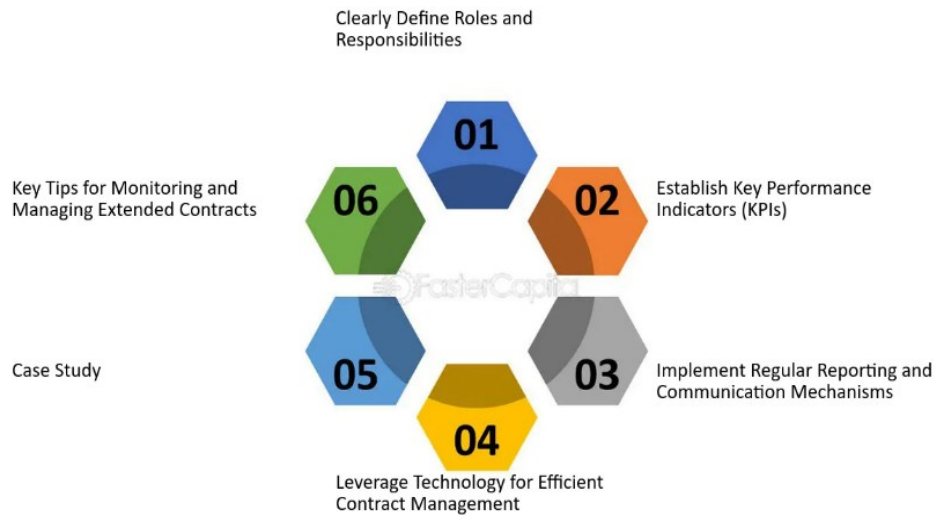 Clearly Define Roles and
Responsibilities
01
02
Establish Key Performance
Indicators (KPIs)
03
Implement Regular Reporting and
Communication Mechanisms
04
Leverage Technology for Efficient
Contract Management
05
Case Study
06
Key Tips for Monitoring and
Managing Extended Contracts
FasterCapital